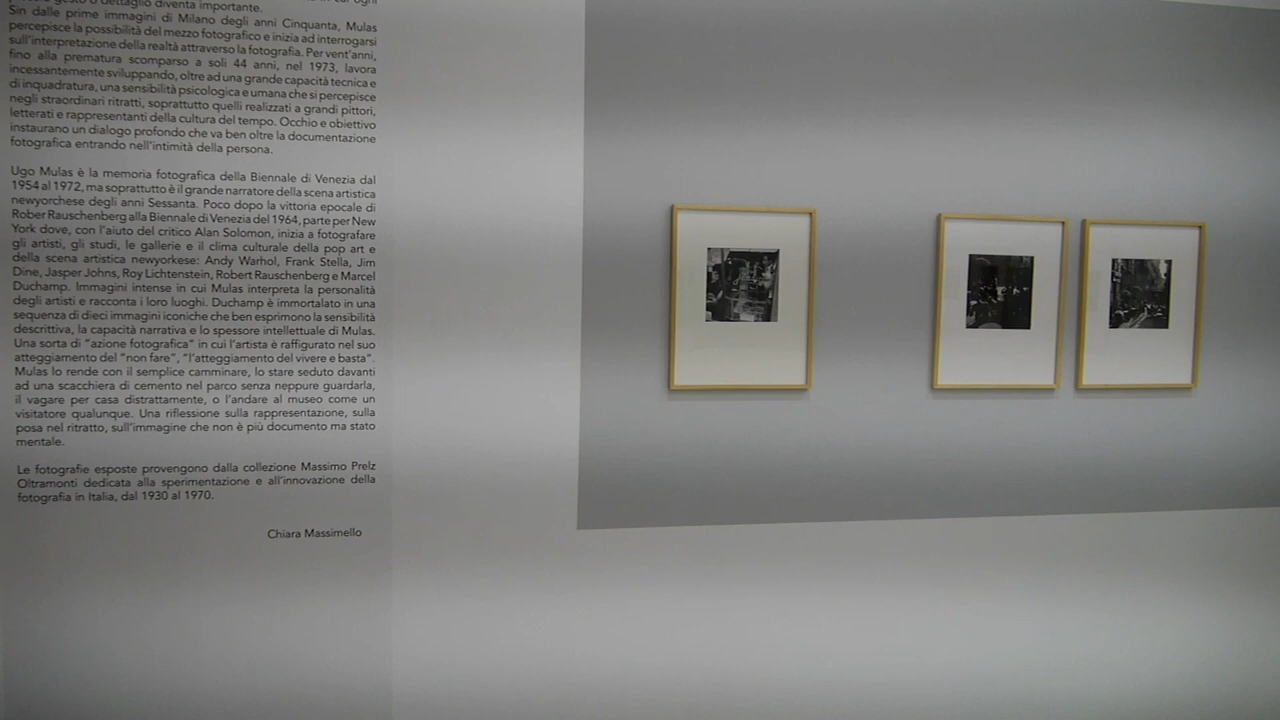 gesto o dettaglio diventa importante.
Sin dalle prime immagini di Milano degli anni Cinquanta, Mulas
percepisce la possibilità del mezzo fotografico e inizia ad interrogarsi
sull'interpretazione della realtà attraverso la fotografia. Per vent'anni,
fino alla prematura scomparso a soli 44 anni, nel 1973, lavora
incessantemente sviluppando, oltre ad una grande capacità tecnica e
di inquadratura, una sensibilità psicologica e umana che si percepisce
negli straordinari ritratti, soprattutto quelli realizzati a grandi pittori,
letterati e rappresentanti della cultura del tempo. Occhio e obiettivo
instaurano un dialogo profondo che va ben oltre la documentazione
fotografica entrando nell'intimità della persona.
Ugo Mulas è la memoria fotografica della Biennale di Venezia dal
1954 al 1972, ma soprattutto è il grande narratore della scena artistica
newyorchese degli anni Sessanta. Poco dopo la vittoria epocale di
Rober Rauschenberg alla Biennale di Venezia del 1964, parte per New
York dove, con l'aiuto del critico Alan Solomon, inizia a fotografare
gli artisti, gli studi, le gallerie e il clima culturale della pop art e
della scena artistica newyorkese: Andy Warhol, Frank Stella, Jim
Dine, Jasper Johns, Roy Lichtenstein, Robert Rauschenberg e Marcel
Duchamp. Immagini intense in cui Mulas interpreta la personalità
degli artisti e racconta i loro luoghi. Duchamp è immortalato in una
sequenza di dieci immagini iconiche che ben esprimono la sensibilità
descrittiva, la capacità narrativa e lo spessore intellettuale di Mulas.
Una sorta di "azione fotografica" in cui l'artista è raffigurato nel suo
atteggiamento del "non fare", "l'atteggiamento del vivere e basta".
Mulas lo rende con il semplice camminare, lo stare seduto davanti
ad una scacchiera di cemento nel parco senza neppure guardarla,
il vagare per casa distrattamente, o l'andare al museo come un
visitatore qualunque. Una riflessione sulla rappresentazione, sulla
posa nel ritratto, sull'immagine che non è più documento ma stato
mentale.
Le fotografie esposte provengono dalla collezione Massimo Prelz
Oltramonti dedicata alla sperimentazione e all'innovazione della
fotografia in Italia, dal 1930 al 1970.
Chiara Massimello